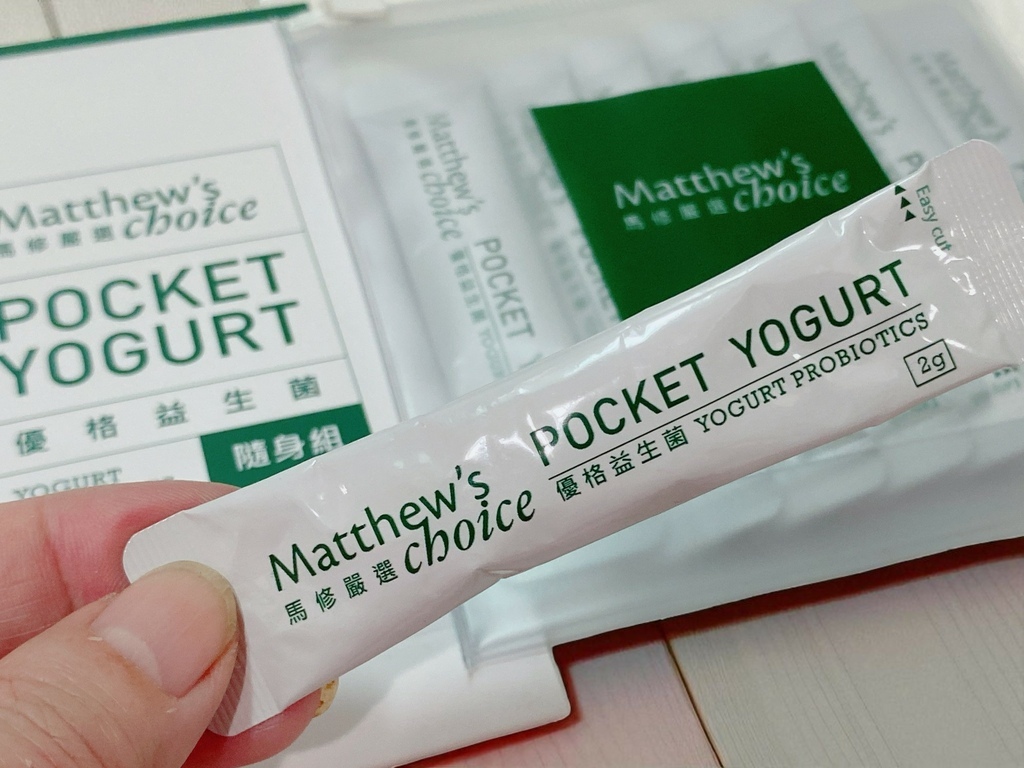 Matthew's
choice
馬修嚴選
POCKET
YOGURT
優格益生菌
YOGURT
隨身組
Matthew's
choice
POCKET
Matthew's
choice
馬修嚴選
Matthew's
Matthew's
Easy cut
POCKET YOGURT
優格益生菌 YOGURT PROBIOTICS
2g
Matthew's
choice
馬修嚴選